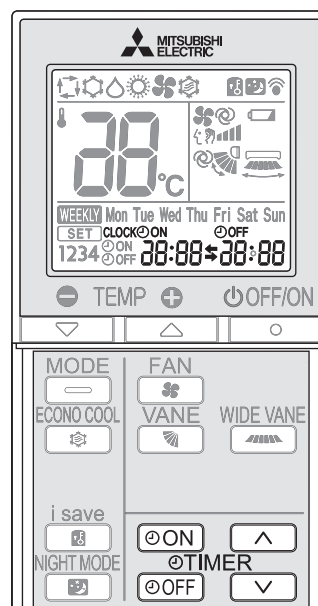 MITSUBISHI
ELECTRIC
88°C
WEEKLY Mon Tue Wed Thu Fri Sat Sun
SET CLOCK ON OFF
1234 ON OFF 88:88 88:88
TEMP OFF/ON
MODE FAN
ECONO COOL VANE WIDE VANE
i save
ON
NIGHT MODE TIMER
OFF